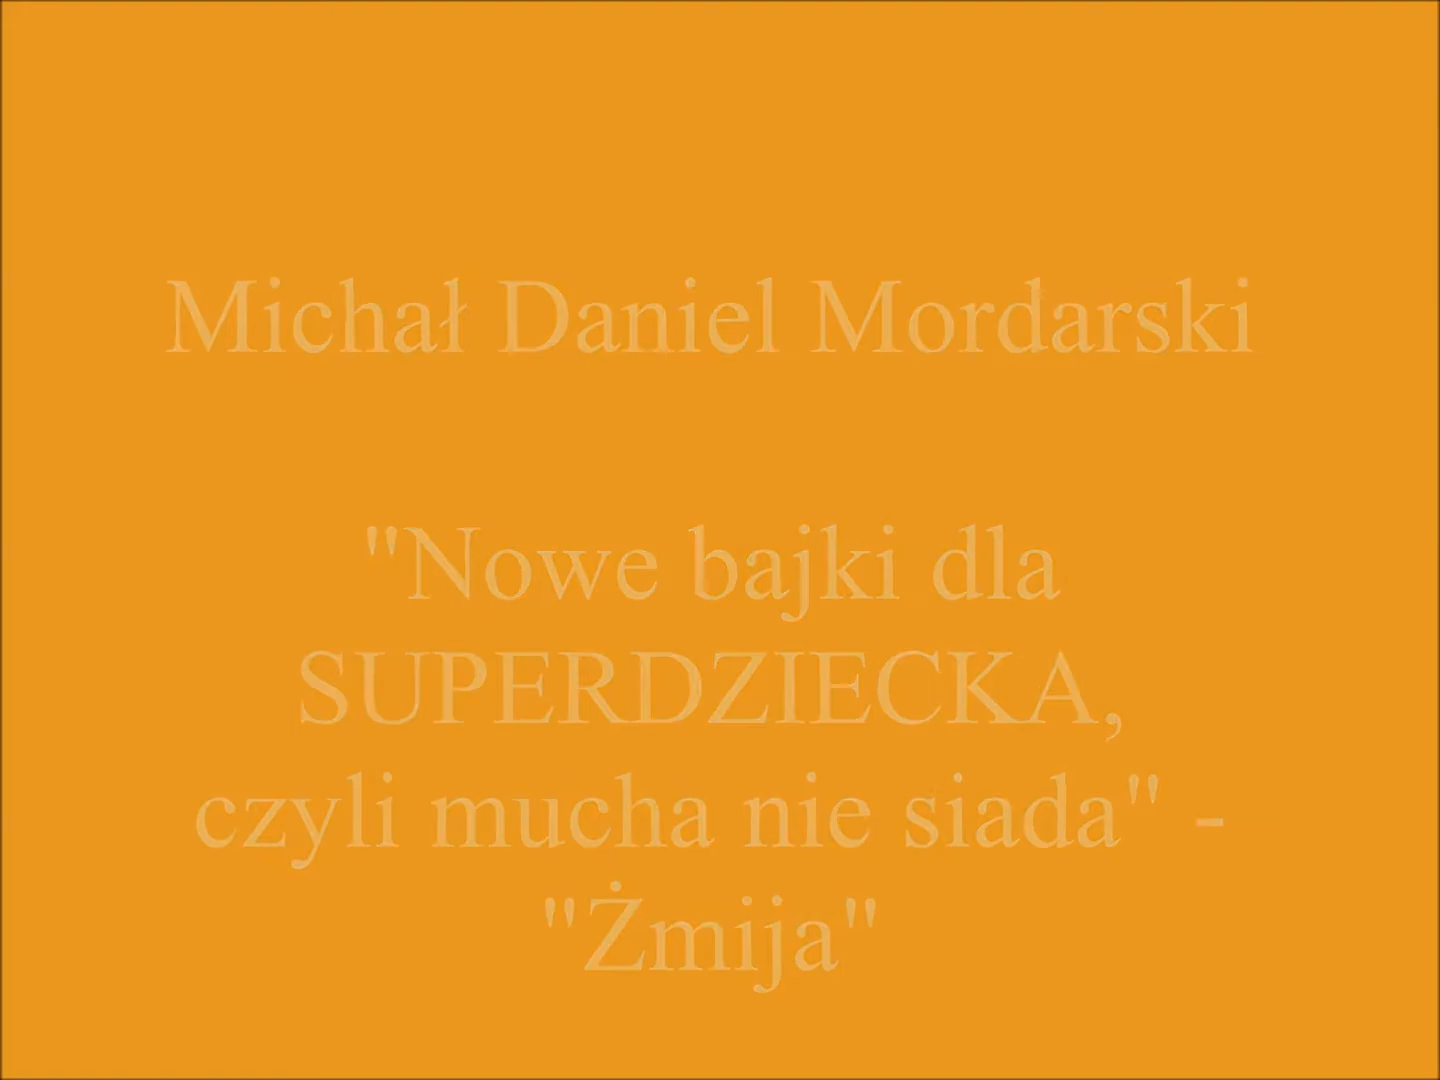 Michał Daniel Mordarski
"Nowe bajki dla
SUPERDZIECKA,
czyli mucha nie siada" -
"Żmija"